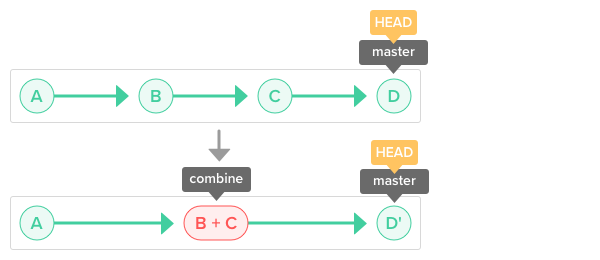 HEAD
master
A B C D
combine
HEAD
master
A B + C D'